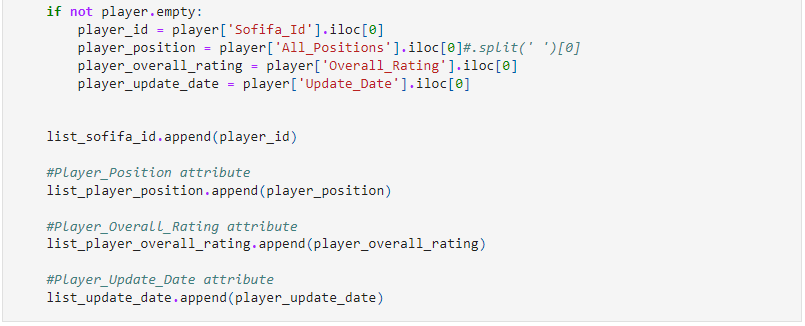 if not player.empty:
    player_id = player['Sofifa_Id'].iloc[0]
    player_position = player['All_Positions'].iloc[0]#.split(' ')[0]
    player_overall_rating = player['Overall_Rating'].iloc[0]
    player_update_date = player['Update_Date'].iloc[0]
list_sofifa_id.append(player_id)
#Player_Position attribute
list_player_position.append(player_position)
#Player_Overall_Rating attribute
list_player_overall_rating.append(player_overall_rating)
#Player_Update_Date attribute
list_update_date.append(player_update_date)